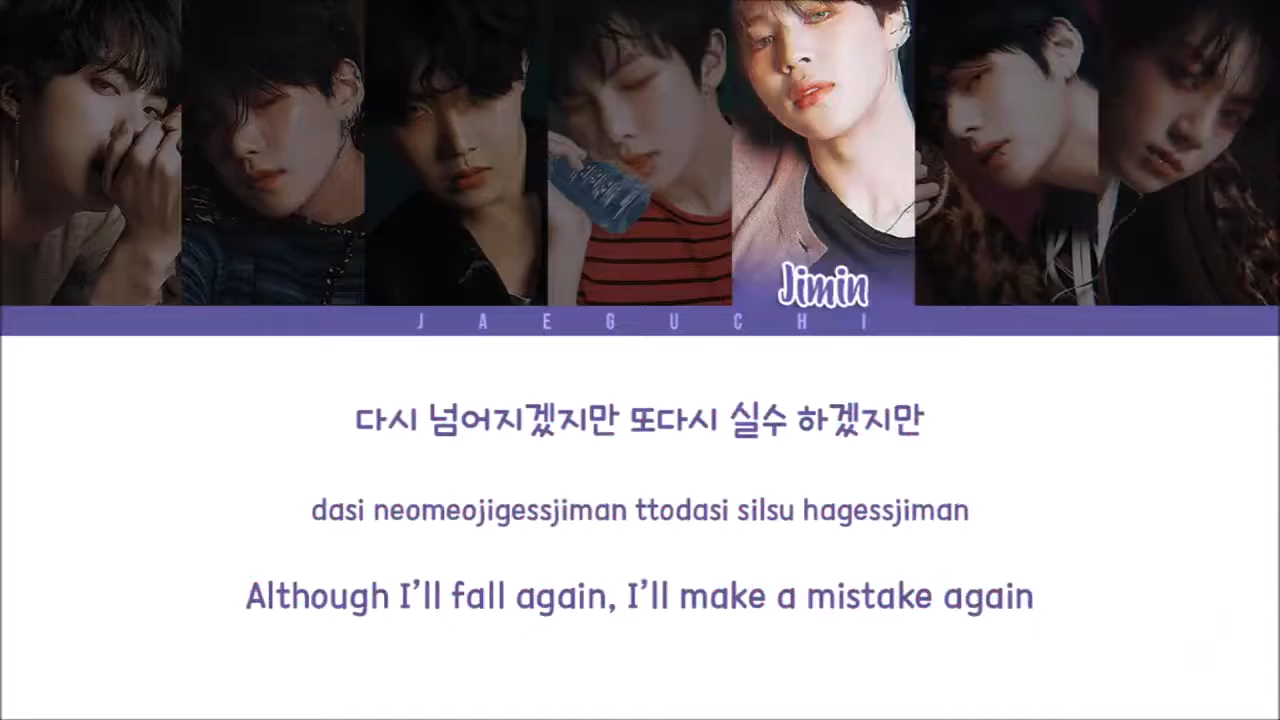 Jimin
JAEGUCHI
다시 넘어지겠지만 또다시 실수 하겠지만
dasi neomeojigessjiman ttodasi silsu hagessjiman
Although I'll fall again, I'll make a mistake again